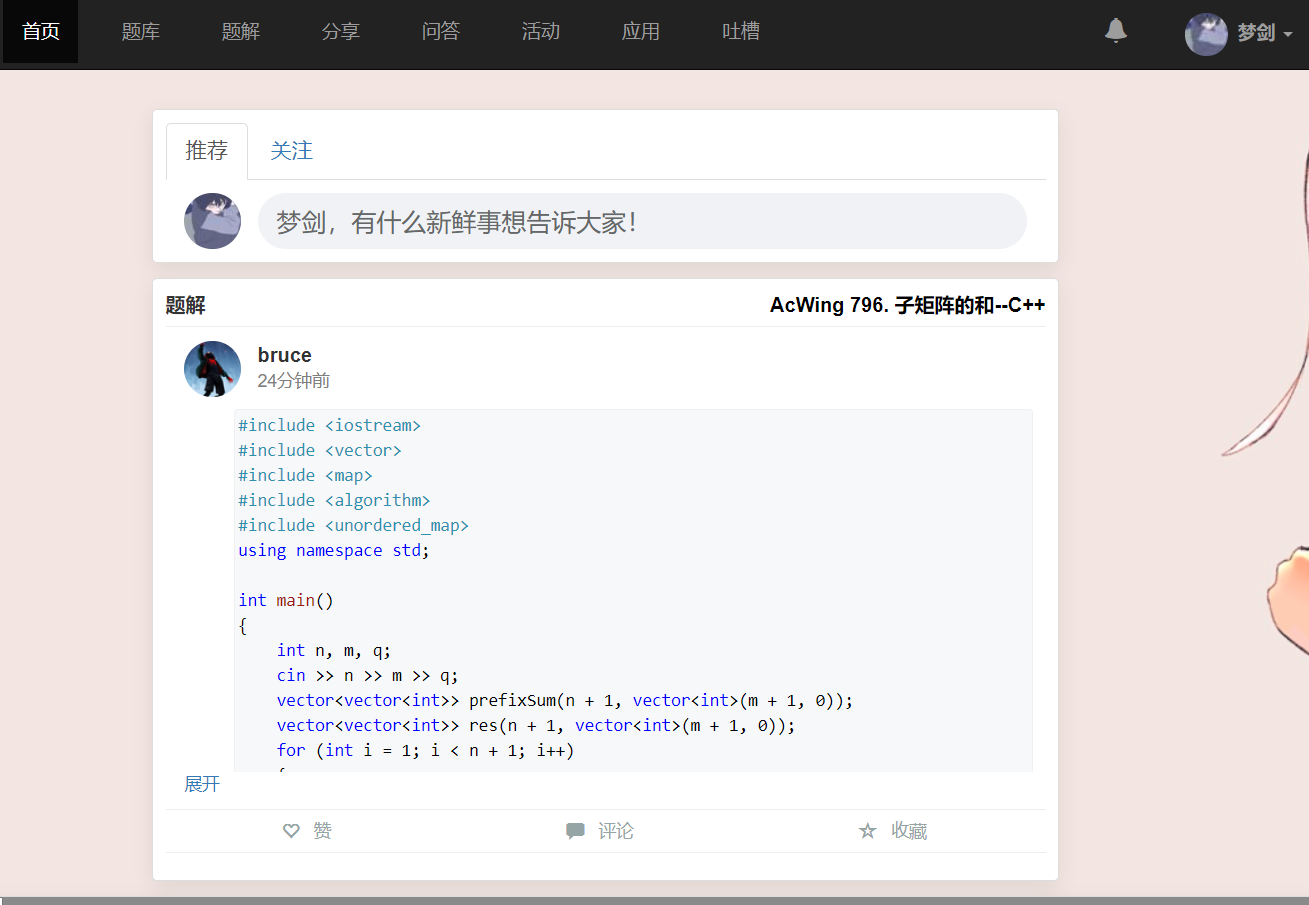 首页 题库 题解 分享 问答 活动 应用 吐槽 梦剑
推荐 关注
梦剑，有什么新鲜事想告诉大家！
题解 AcWing 796. 子矩阵的和--C++
bruce
24分钟前
#include <iostream>
#include <vector>
#include <map>
#include <algorithm>
#include <unordered_map>
using namespace std;
int main()
{
    int n, m, q;
    cin >> n >> m >> q;
    vector<vector<int>> prefixSum(n + 1, vector<int>(m + 1, 0));
    vector<vector<int>> res(n + 1, vector<int>(m + 1, 0));
    for (int i = 1; i < n + 1; i++)
展开
赞 评论 收藏